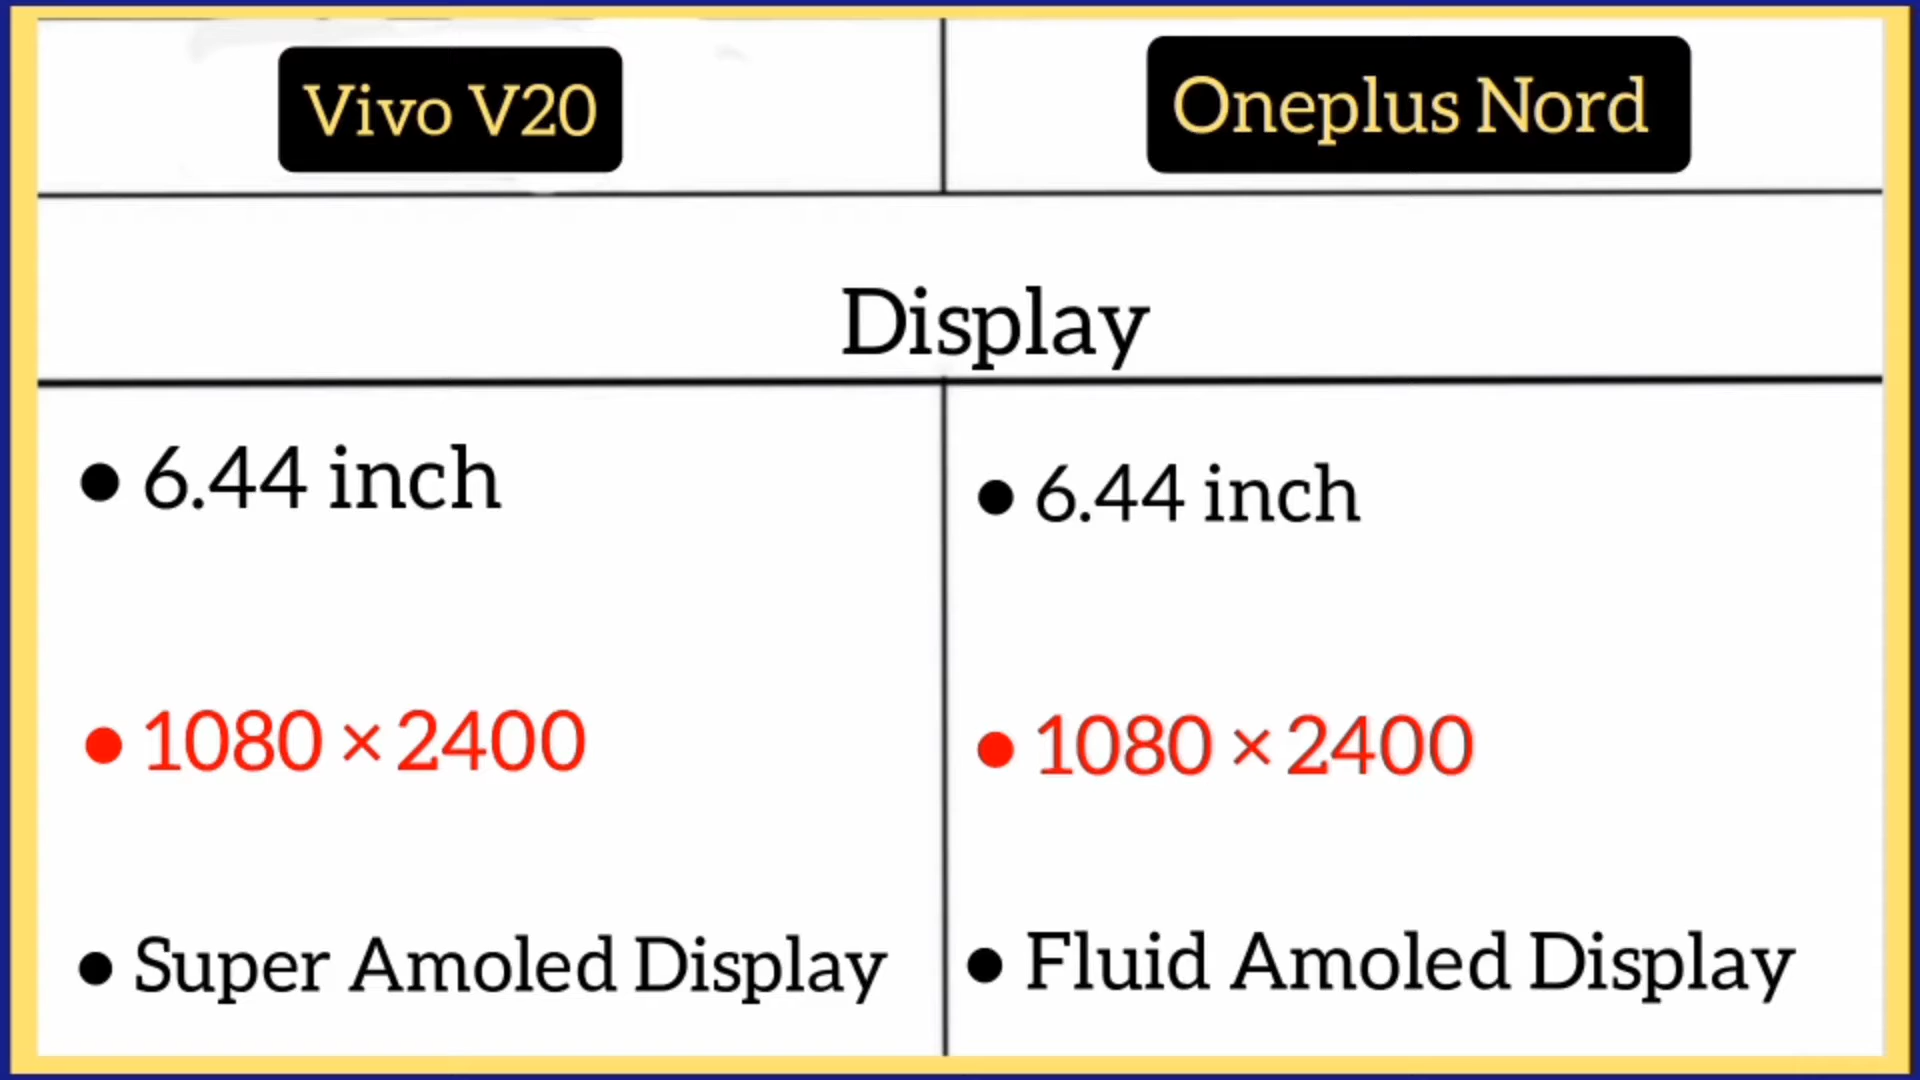 Vivo V20
Oneplus Nord
Display
• 6.44 inch
• 6.44 inch
• 1080 × 2400
• 1080 × 2400
• Super Amoled Display
• Fluid Amoled Display